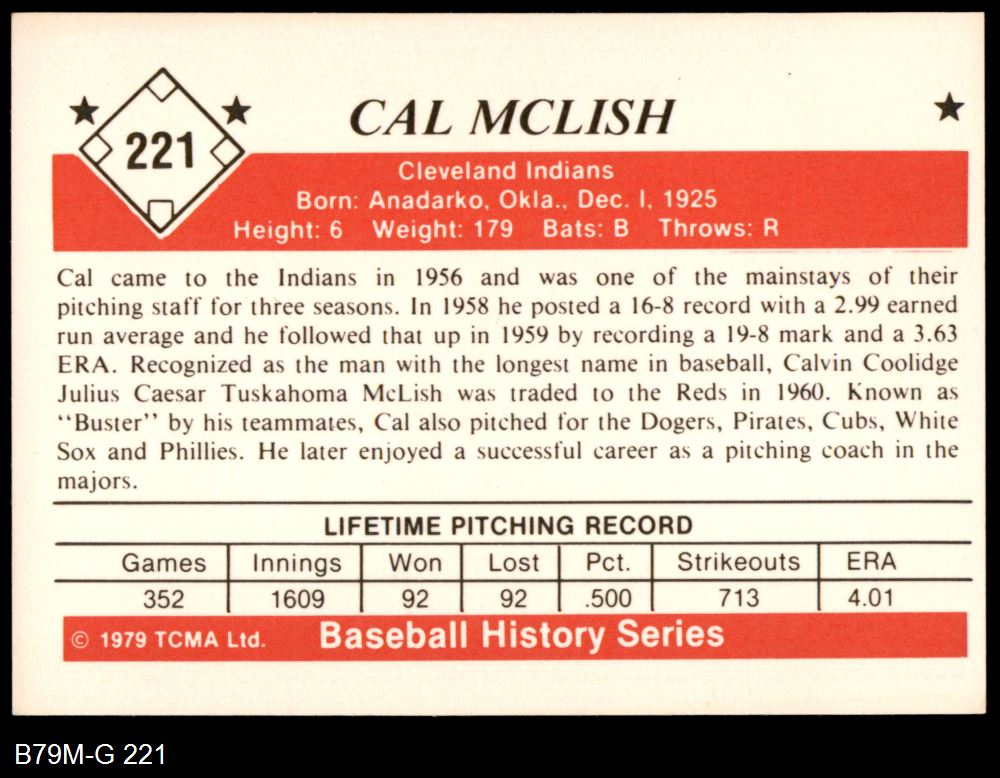 221
CAL MCLISH
Cleveland Indians
Born: Anadarko, Okla., Dec. 1, 1925
Height: 6 Weight: 179 Bats: B Throws: R
Cal came to the Indians in 1956 and was one of the mainstays of their
pitching staff for three seasons. In 1958 he posted a 16-8 record with a 2.99 earned
run average and he followed that up in 1959 by recording a 19-8 mark and a 3.63
ERA. Recognized as the man with the longest name in baseball, Calvin Coolidge
Julius Caesar Tuskahoma McLish was traded to the Reds in 1960. Known as
"Buster" by his teammates, Cal also pitched for the Dogers, Pirates, Cubs, White
Sox and Phillies. He later enjoyed a successful career as a pitching coach in the
majors.
LIFETIME PITCHING RECORD
Games Innings Won Lost Pct. Strikeouts ERA
352 1609 92 92 .500 713 4.01
© 1979 TCMA Ltd. Baseball History Series
B79M-G 221